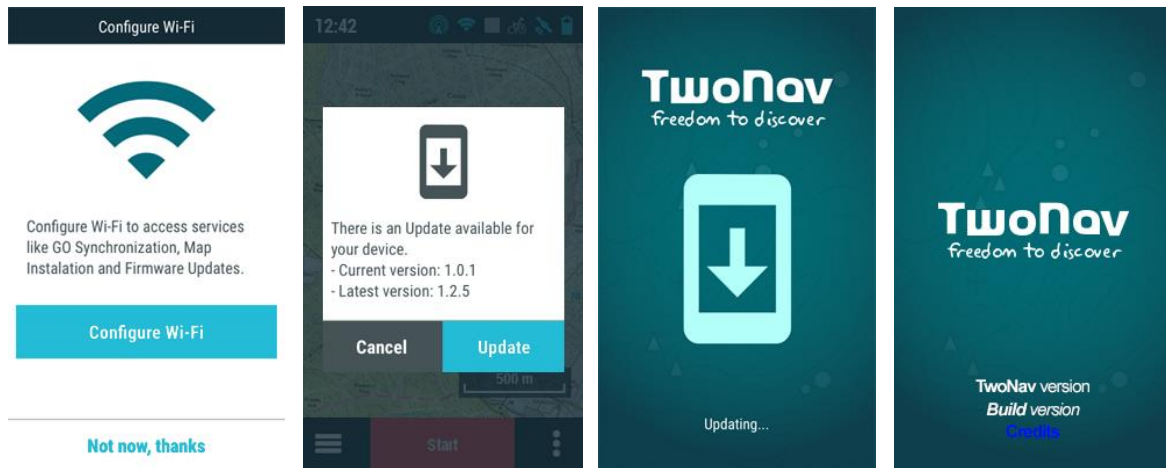 Configure Wi-Fi
Configure Wi-Fi to access services
like GO Synchronization, Map
Instalation and Firmware Updates.
Configure Wi-Fi
Not now, thanks
12:42
There is an Update available for
your device.
- Current version: 1.0.1
- Latest version: 1.2.5
Cancel
Update
500 m
Start
TwoNav
freedom to discover
Updating...
TwoNav
freedom to discover
TwoNav version
Build version
Credits